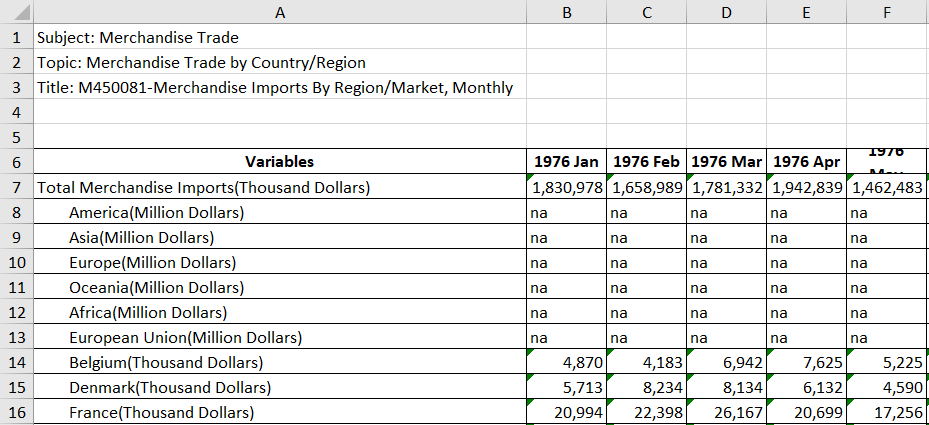 A B C D E F
1 Subject: Merchandise Trade
2 Topic: Merchandise Trade by Country/Region
3 Title: M450081-Merchandise Imports By Region/Market, Monthly
4
5
6 Variables 1976 Jan 1976 Feb 1976 Mar 1976 Apr 1976 May
7 Total Merchandise Imports(Thousand Dollars) 1,830,978 1,658,989 1,781,332 1,942,839 1,462,483
8 America(Million Dollars) na na na na na
9 Asia(Million Dollars) na na na na na
10 Europe(Million Dollars) na na na na na
11 Oceania(Million Dollars) na na na na na
12 Africa(Million Dollars) na na na na na
13 European Union(Million Dollars) na na na na na
14 Belgium(Thousand Dollars) 4,870 4,183 6,942 7,625 5,225
15 Denmark(Thousand Dollars) 5,713 8,234 8,134 6,132 4,590
16 France(Thousand Dollars) 20,994 22,398 26,167 20,699 17,256